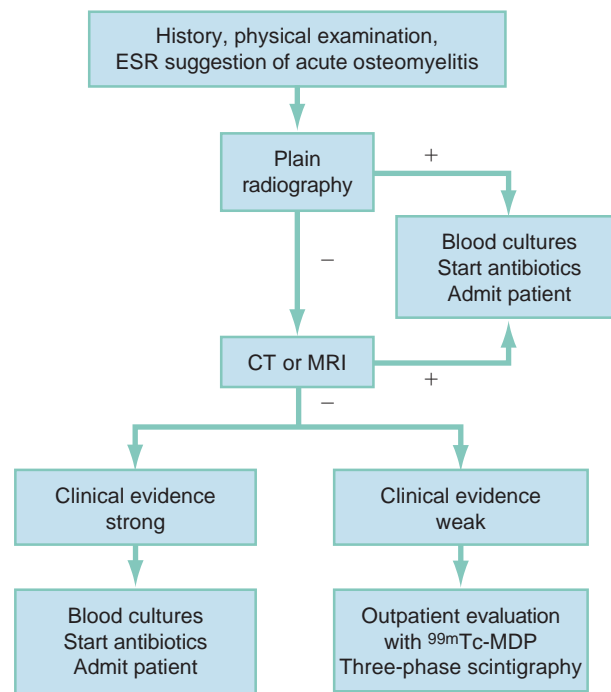 History, physical examination,
ESR suggestion of acute osteomyelitis
Plain
radiography
+
Blood cultures
Start antibiotics
Admit patient
−
CT or MRI
+
−
Clinical evidence
strong
Clinical evidence
weak
Blood cultures
Start antibiotics
Admit patient
Outpatient evaluation
with ⁹⁹ᵐTc-MDP
Three-phase scintigraphy